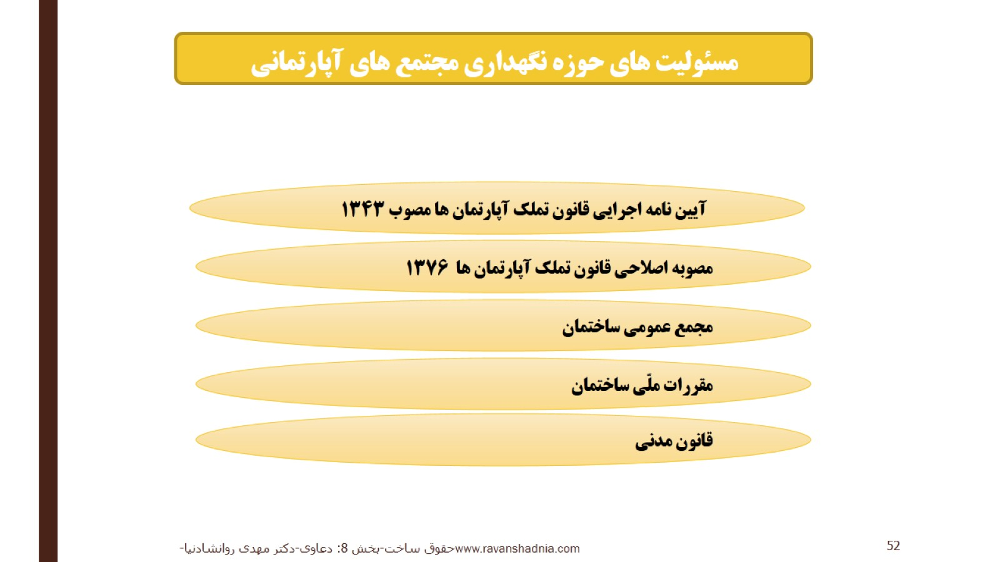 مسئولیت های حوزه نگهداری مجتمع های آپارتمانی
آیین نامه اجرایی قانون تملک آپارتمان ها مصوب ۱۳۴۳
مصوبه اصلاحی قانون تملک آپارتمان ها ۱۳۷۶
مجمع عمومی ساختمان
مقررات ملّی ساختمان
قانون مدنی
حقوق ساخت-بخش 8: دعاوی-دکتر مهدی روانشادنیا-www.ravanshadnia.com
52